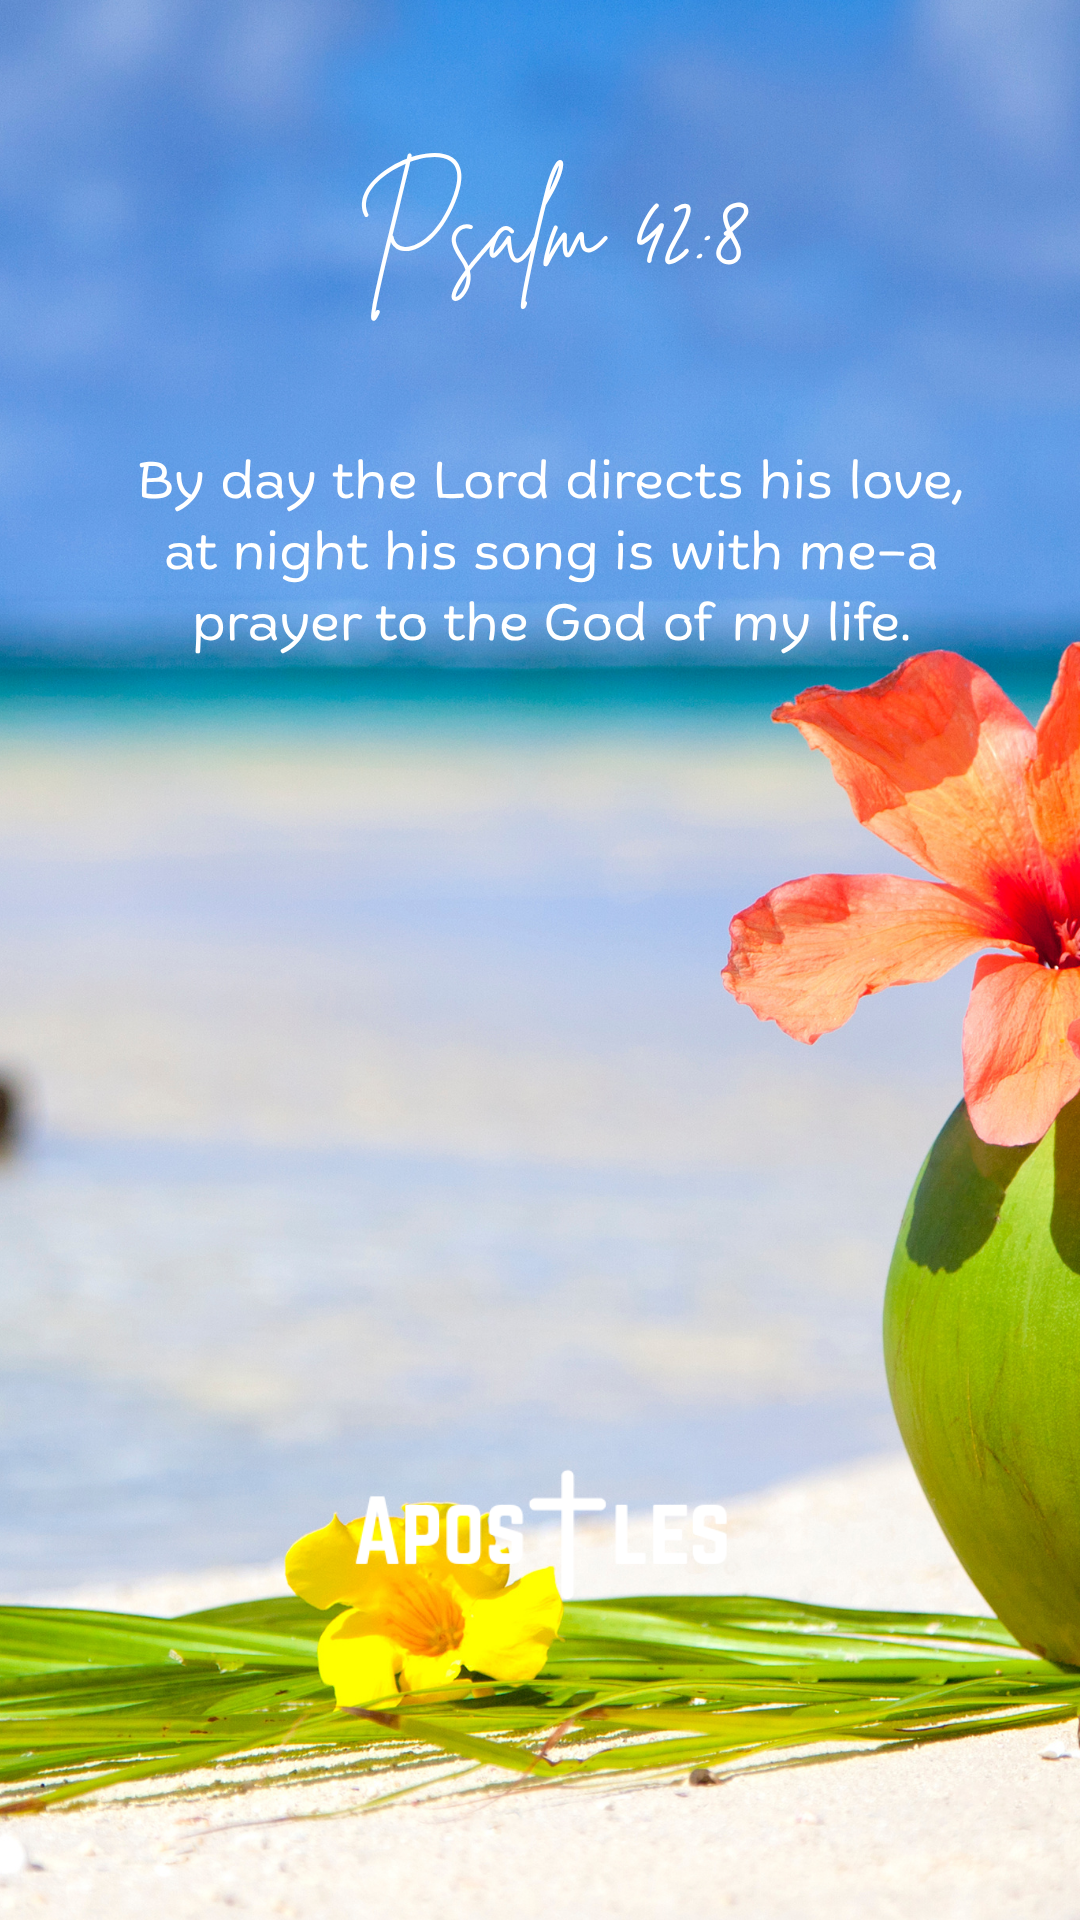 Psalm 42:8
By day the Lord directs his love,
at night his song is with me–a
prayer to the God of my life.
APOSTLES